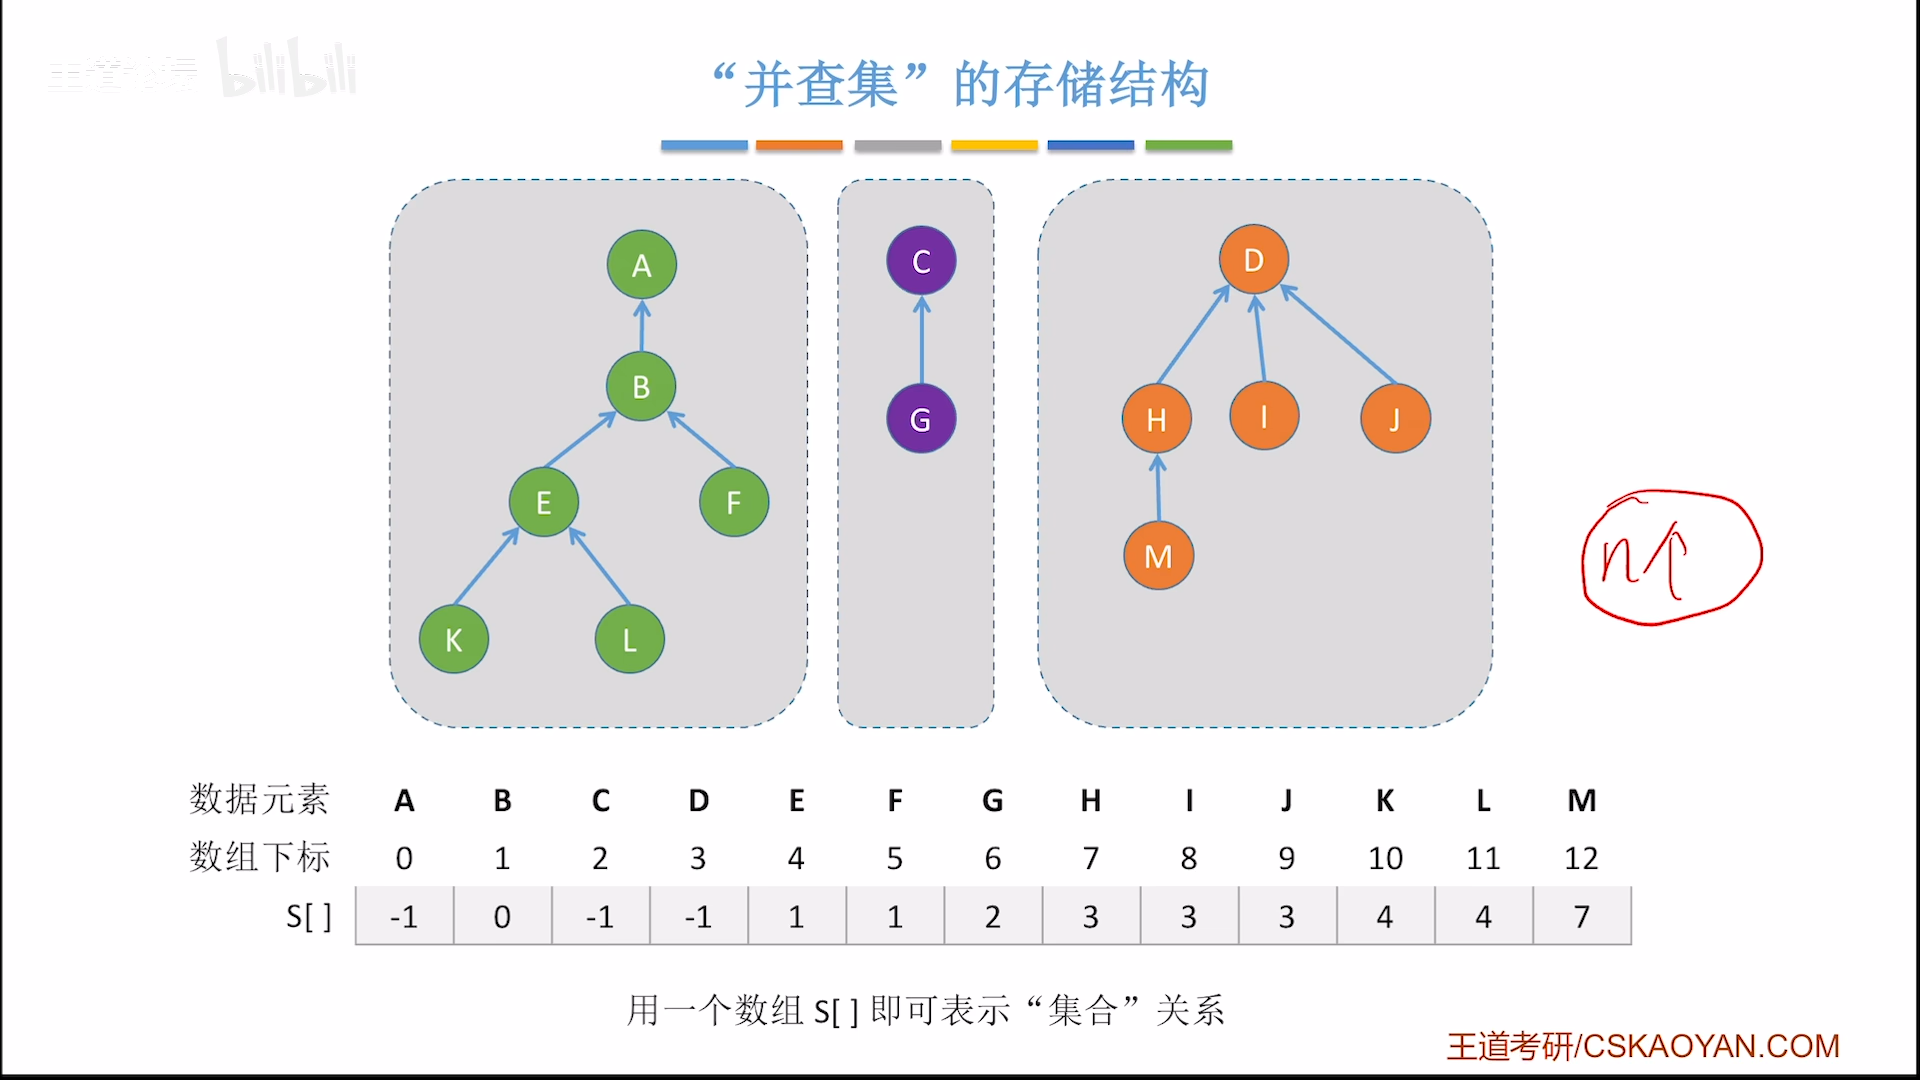 王道论坛 bilibili
“并查集”的存储结构
A
C
D
B
G
H I J
E F
M
n个
K L
数据元素 A B C D E F G H I J K L M
数组下标 0 1 2 3 4 5 6 7 8 9 10 11 12
S[ ] -1 0 -1 -1 1 1 2 3 3 3 4 4 7
用一个数组 S[ ] 即可表示“集合”关系
王道考研/CSKAOYAN.COM